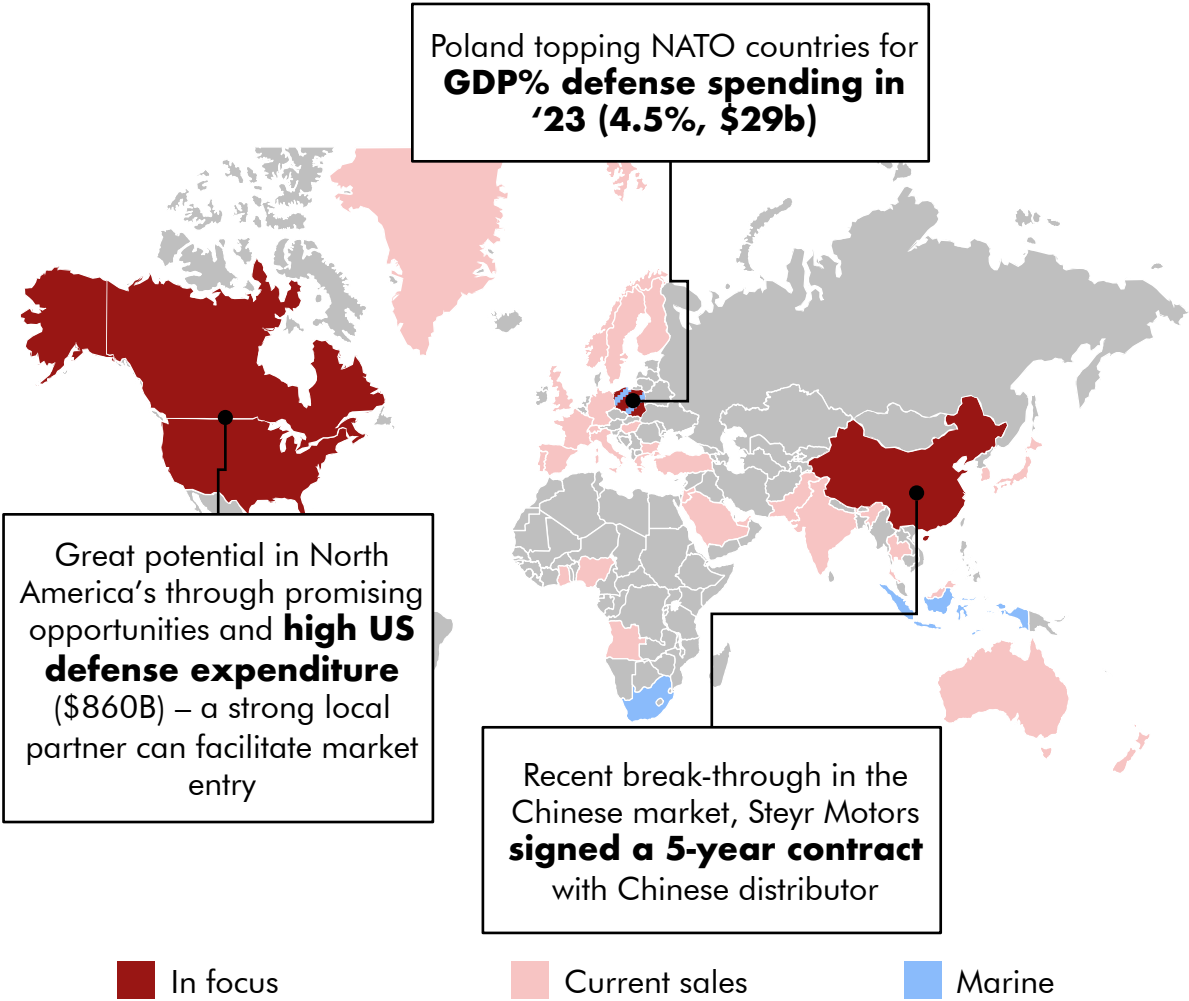 Poland topping NATO countries for
GDP% defense spending in
‘23 (4.5%, $29b)
Great potential in North
America’s through promising
opportunities and high US
defense expenditure
($860B) – a strong local
partner can facilitate market
entry
Recent break-through in the
Chinese market, Steyr Motors
signed a 5-year contract
with Chinese distributor
In focus
Current sales
Marine